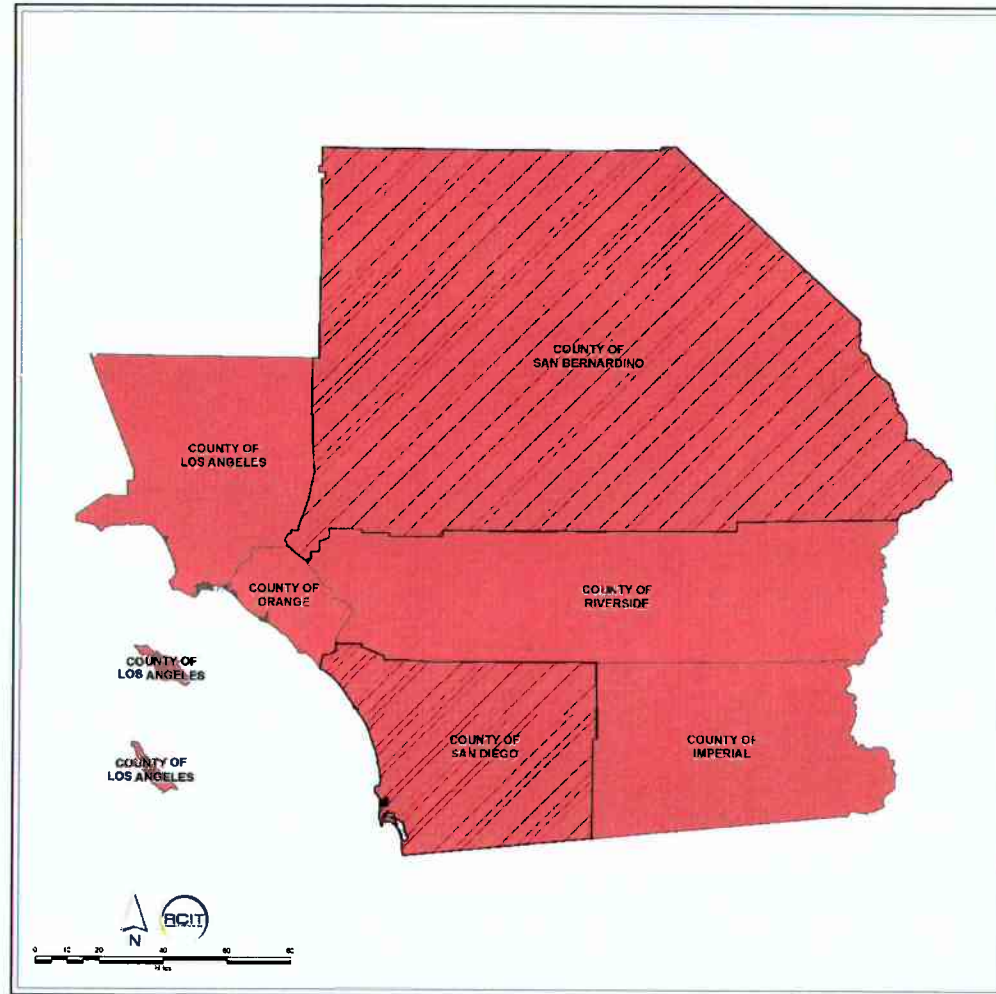 COUNTY OF
SAN BERNARDINO
COUNTY OF
LOS ANGELES
COUNTY OF
ORANGE
COUNTY OF
RIVERSIDE
COUNTY OF
LOS ANGELES
COUNTY OF
SAN DIEGO
COUNTY OF
IMPERIAL
COUNTY OF
LOS ANGELES
RCIT
N
0 10 20 40 60 80
Miles